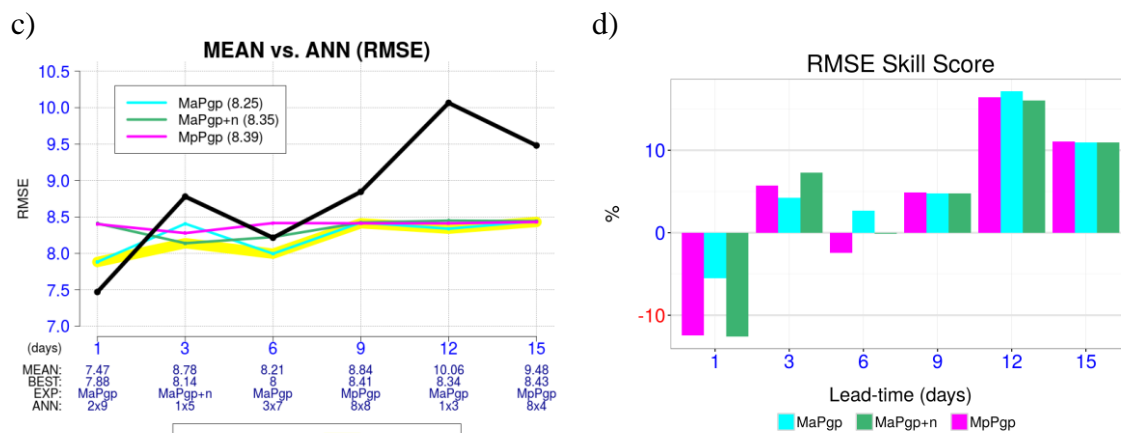 c)
MEAN vs. ANN (RMSE)
10.5
10.0
9.5
9.0
8.5
8.0
7.5
7.0
RMSE
MaPgp (8.25)
MaPgp+n (8.35)
MpPgp (8.39)
(days) 1 3 6 9 12 15
MEAN: 7.47 8.78 8.21 8.84 10.06 9.48
BEST: 7.88 8.14 8 8.41 8.34 8.43
EXP: MaPgp MaPgp+n MaPgp MpPgp MaPgp MpPgp
ANN: 2x9 1x5 3x7 8x8 1x3 8x4
d)
RMSE Skill Score
10
0
-10
%
1 3 6 9 12 15
Lead-time (days)
MaPgp MaPgp+n MpPgp